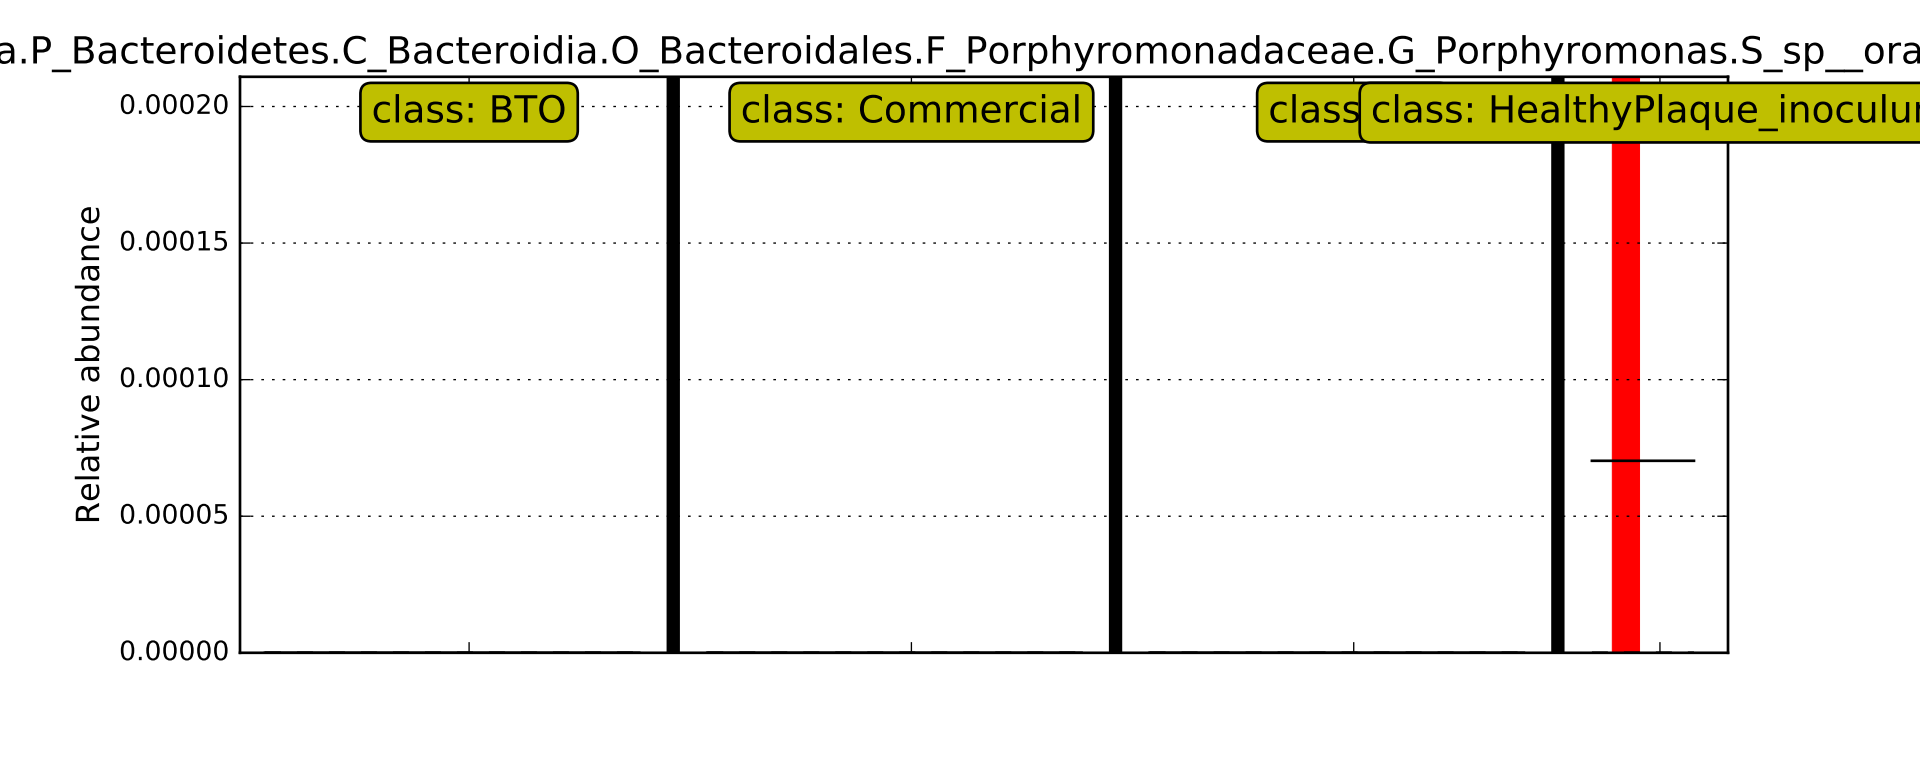 a.P_Bacteroidetes.C_Bacteroidia.O_Bacteroidales.F_Porphyromonadaceae.G_Porphyromonas.S_sp__ora
class: BTO
class: Commercial
class
class: HealthyPlaque_inoculu
Relative abundance
0.00020
0.00015
0.00010
0.00005
0.00000